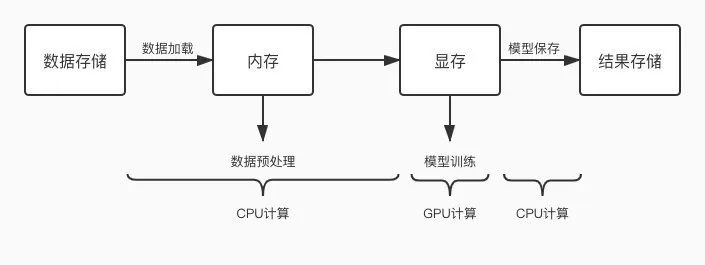 数据存储
数据加载
内存
显存
模型保存
结果存储
数据预处理
模型训练
CPU计算
GPU计算
CPU计算